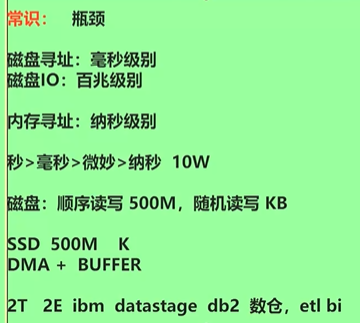 常识： 瓶颈
磁盘寻址：毫秒级别
磁盘IO：百兆级别
内存寻址：纳秒级别
秒>毫秒>微妙>纳秒 10W
磁盘：顺序读写 500M，随机读写 KB
SSD 500M K
DMA + BUFFER
2T 2E ibm datastage db2 数仓，etl bi